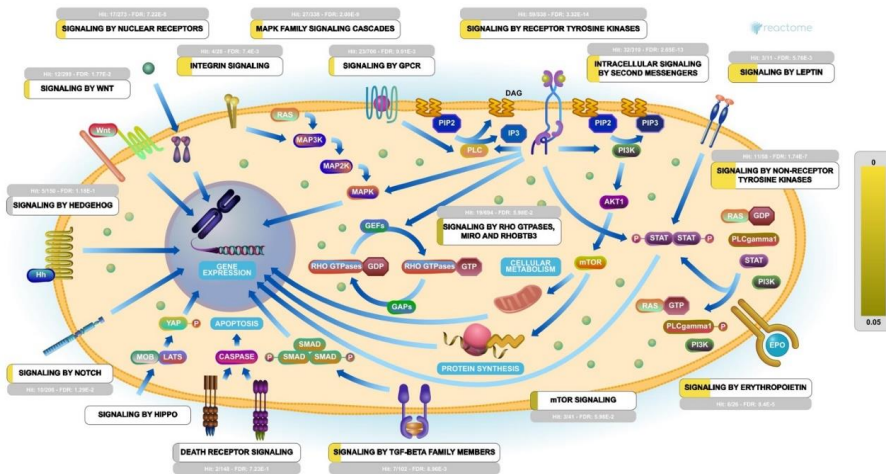 SIGNALING BY NUCLEAR RECEPTORS
MAPK FAMILY SIGNALING CASCADES
SIGNALING BY RECEPTOR TYROSINE KINASES
reactome
INTEGRIN SIGNALING
SIGNALING BY GPCR
INTRACELLULAR SIGNALING
BY SECOND MESSENGERS
SIGNALING BY LEPTIN
SIGNALING BY WNT
DAG
RAS
PIP2
IP3
PIP2
PIP3
Wnt
MAP3K
PLC
PI3K
MAP2K
SIGNALING BY NON-RECEPTOR
TYROSINE KINASES
MAPK
AKT1
SIGNALING BY HEDGEHOG
GEFs
SIGNALING BY RHO GTPASES,
MIRO AND RHOBTB3
RAS GDP
P STAT STAT P
PLCgamma1
STAT
Hh
GENE
EXPRESSION
RHO GTPases GDP
RHO GTPases GTP
CELLULAR
METABOLISM
mTOR
PI3K
GAPs
RAS GTP
YAP P
APOPTOSIS
PLCgamma1 P
SMAD
PI3K
EPO
MOB LATS
CASPASE
P SMAD SMAD P
PROTEIN SYNTHESIS
SIGNALING BY NOTCH
SIGNALING BY ERYTHROPOIETIN
mTOR SIGNALING
SIGNALING BY HIPPO
DEATH RECEPTOR SIGNALING
SIGNALING BY TGF-BETA FAMILY MEMBERS
0
0.05